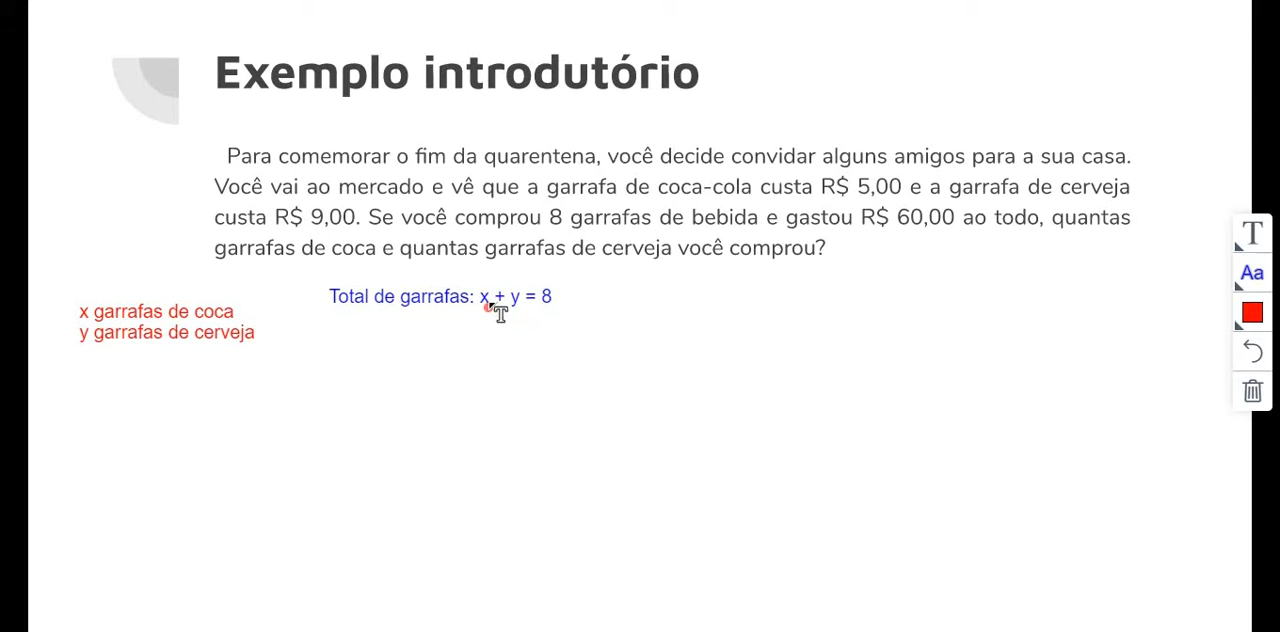 Exemplo introdutório
Para comemorar o fim da quarentena, você decide convidar alguns amigos para a sua casa.
Você vai ao mercado e vê que a garrafa de coca-cola custa R$ 5,00 e a garrafa de cerveja
custa R$ 9,00. Se você comprou 8 garrafas de bebida e gastou R$ 60,00 ao todo, quantas
garrafas de coca e quantas garrafas de cerveja você comprou?
Total de garrafas: x + y = 8
x garrafas de coca
y garrafas de cerveja
T
Aa